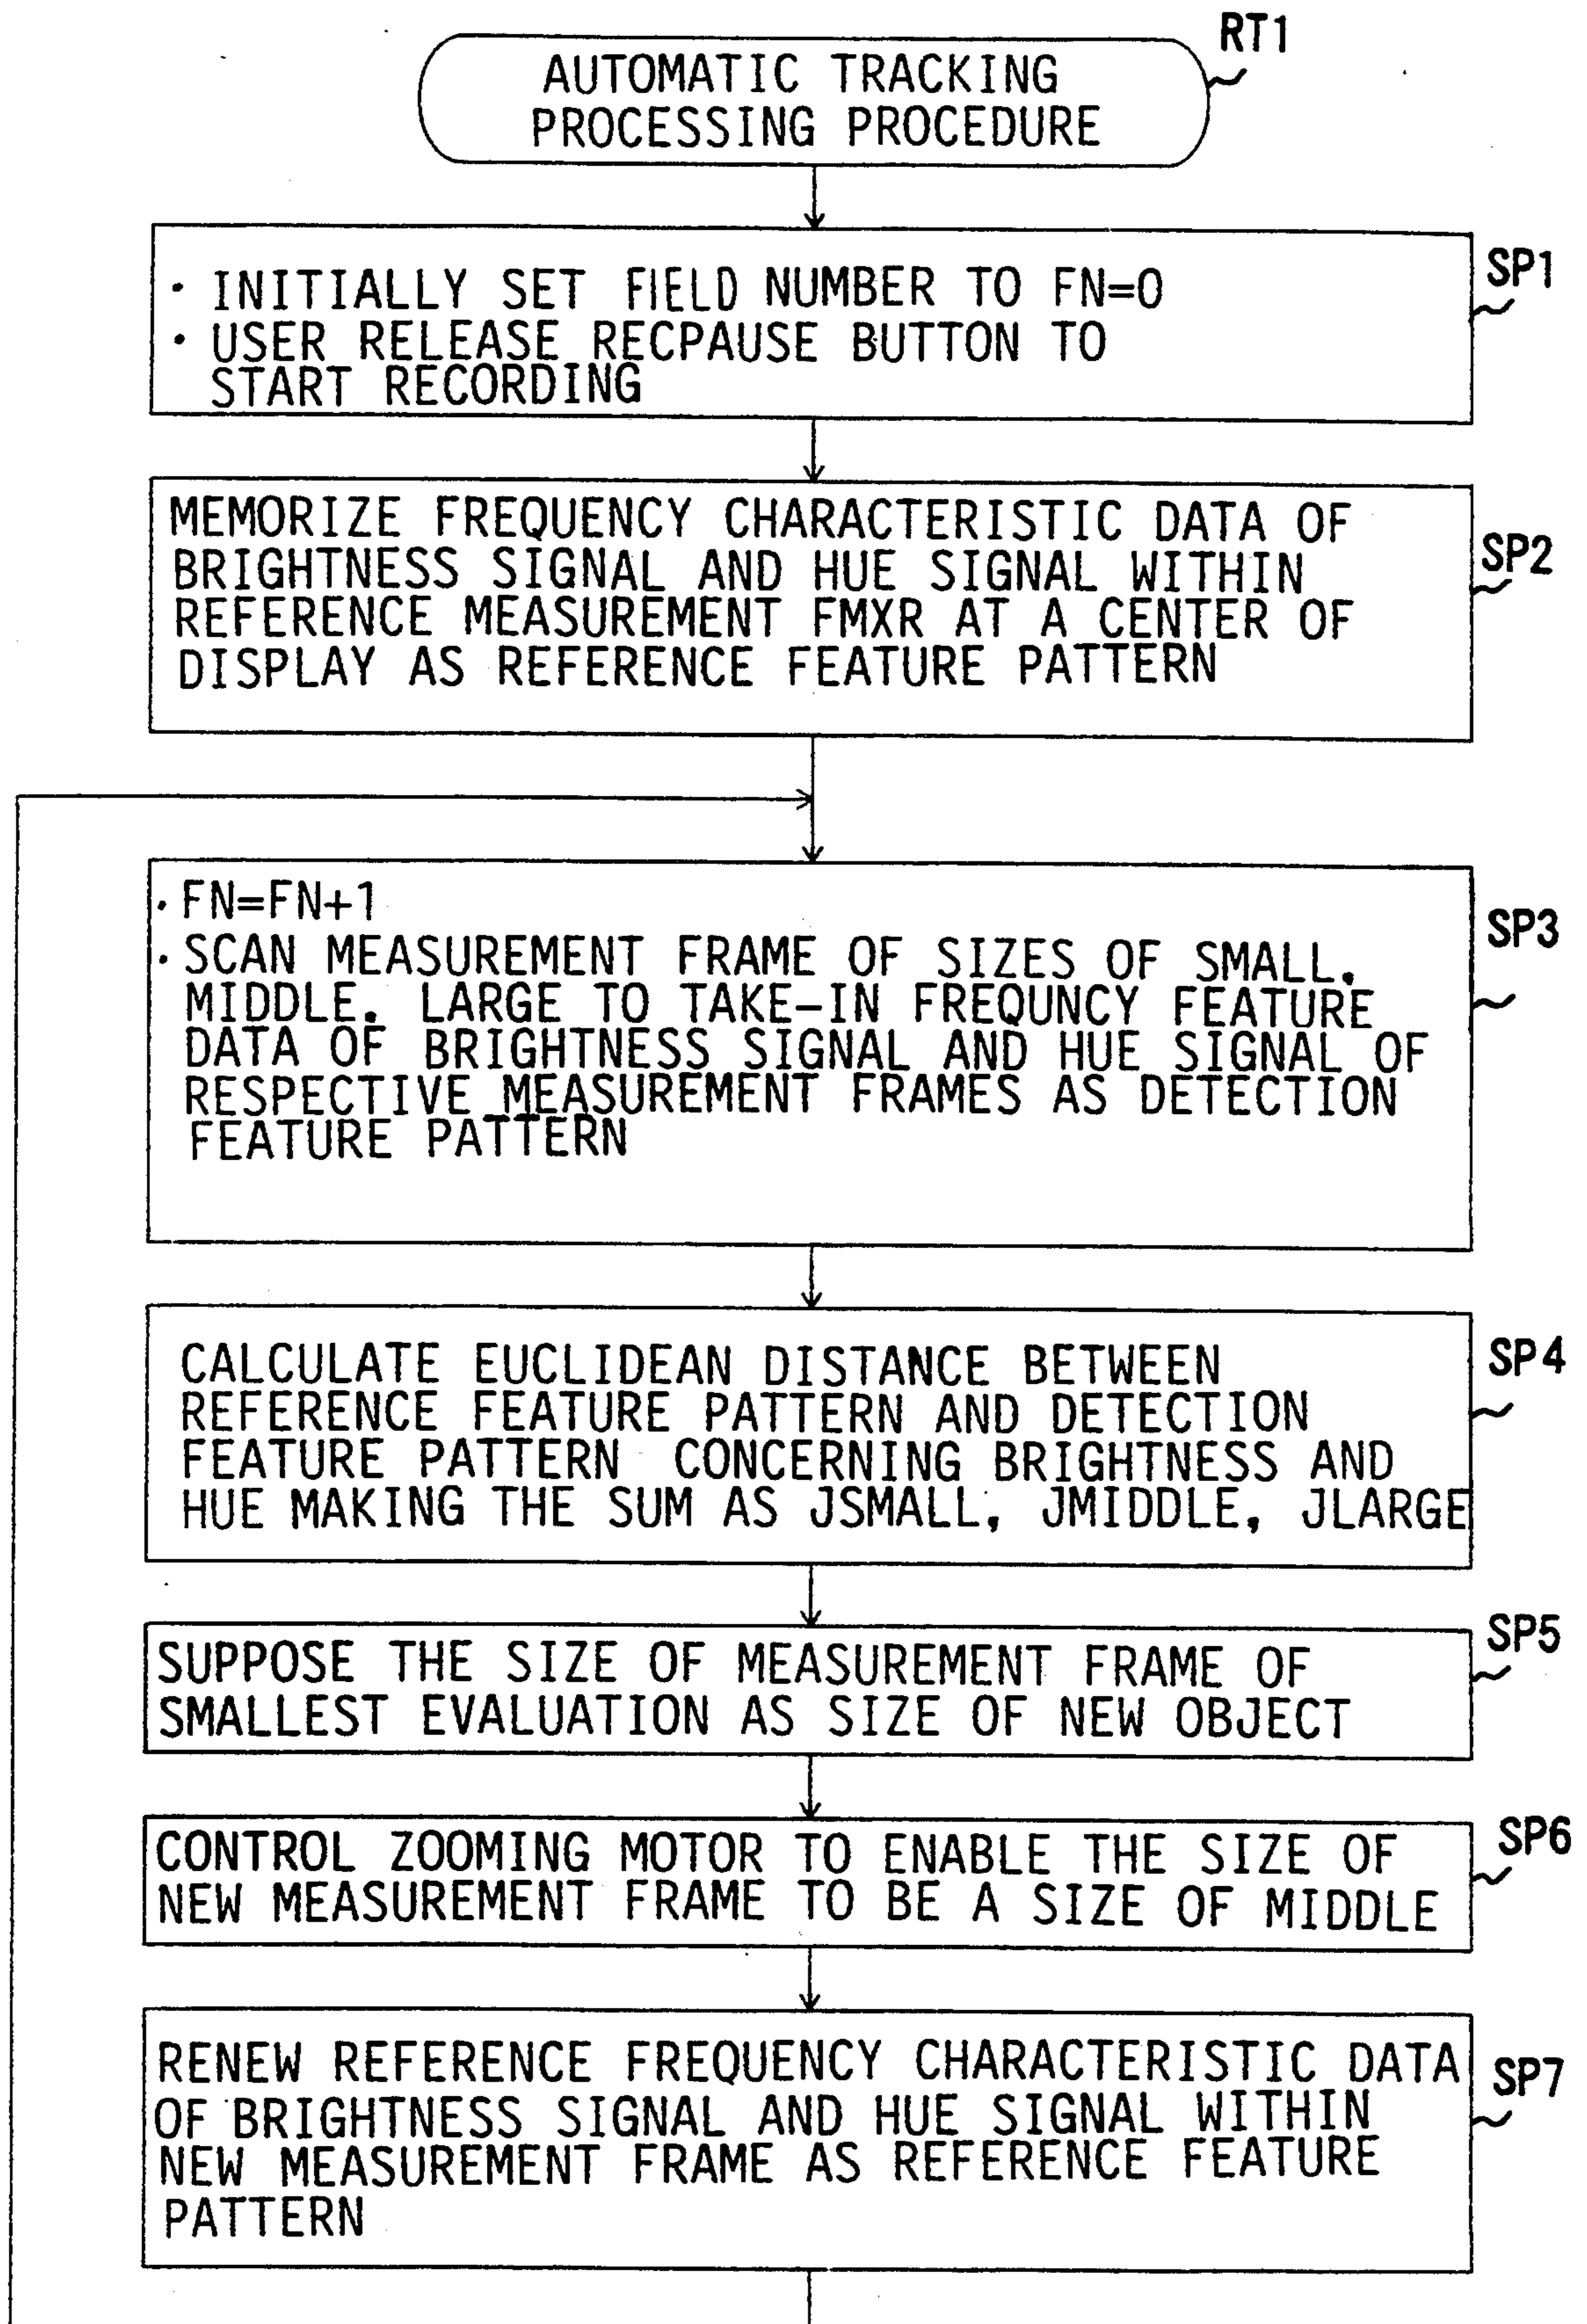 RT1
AUTOMATIC TRACKING
PROCESSING PROCEDURE
SP1
· INITIALLY SET FIELD NUMBER TO FN=0
· USER RELEASE RECPAUSE BUTTON TO
START RECORDING
SP2
MEMORIZE FREQUENCY CHARACTERISTIC DATA OF
BRIGHTNESS SIGNAL AND HUE SIGNAL WITHIN
REFERENCE MEASUREMENT FMXR AT A CENTER OF
DISPLAY AS REFERENCE FEATURE PATTERN
SP3
· FN=FN+1
· SCAN MEASUREMENT FRAME OF SIZES OF SMALL,
MIDDLE, LARGE TO TAKE-IN FREQUNCY FEATURE
DATA OF BRIGHTNESS SIGNAL AND HUE SIGNAL OF
RESPECTIVE MEASUREMENT FRAMES AS DETECTION
FEATURE PATTERN
SP4
CALCULATE EUCLIDEAN DISTANCE BETWEEN
REFERENCE FEATURE PATTERN AND DETECTION
FEATURE PATTERN CONCERNING BRIGHTNESS AND
HUE MAKING THE SUM AS JSMALL, JMIDDLE, JLARGE
SP5
SUPPOSE THE SIZE OF MEASUREMENT FRAME OF
SMALLEST EVALUATION AS SIZE OF NEW OBJECT
SP6
CONTROL ZOOMING MOTOR TO ENABLE THE SIZE OF
NEW MEASUREMENT FRAME TO BE A SIZE OF MIDDLE
SP7
RENEW REFERENCE FREQUENCY CHARACTERISTIC DATA
OF BRIGHTNESS SIGNAL AND HUE SIGNAL WITHIN
NEW MEASUREMENT FRAME AS REFERENCE FEATURE
PATTERN